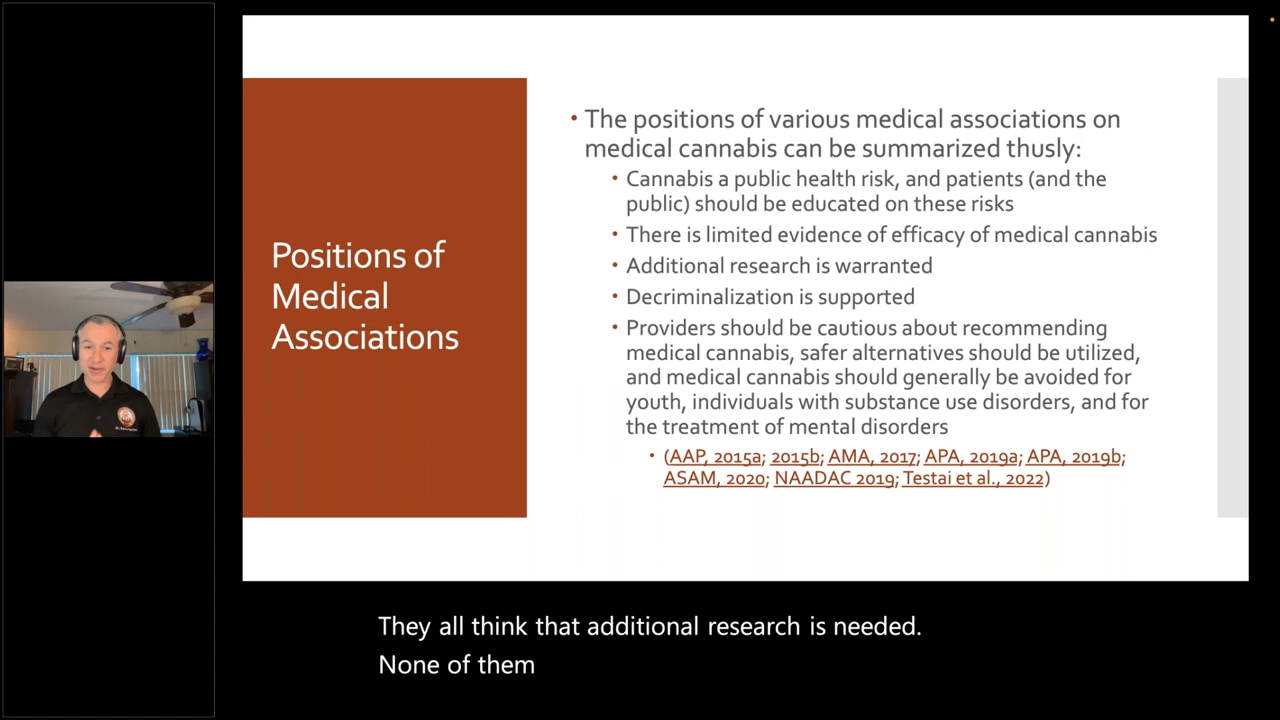 Positions of
Medical
Associations
• The positions of various medical associations on
medical cannabis can be summarized thusly:
• Cannabis a public health risk, and patients (and the
public) should be educated on these risks
• There is limited evidence of efficacy of medical cannabis
• Additional research is warranted
• Decriminalization is supported
• Providers should be cautious about recommending
medical cannabis, safer alternatives should be utilized,
and medical cannabis should generally be avoided for
youth, individuals with substance use disorders, and for
the treatment of mental disorders
• (AAP, 2015a; 2015b; AMA, 2017; APA, 2019a; APA, 2019b;
ASAM, 2020; NAADAC 2019; Testai et al., 2022)
They all think that additional research is needed.
None of them